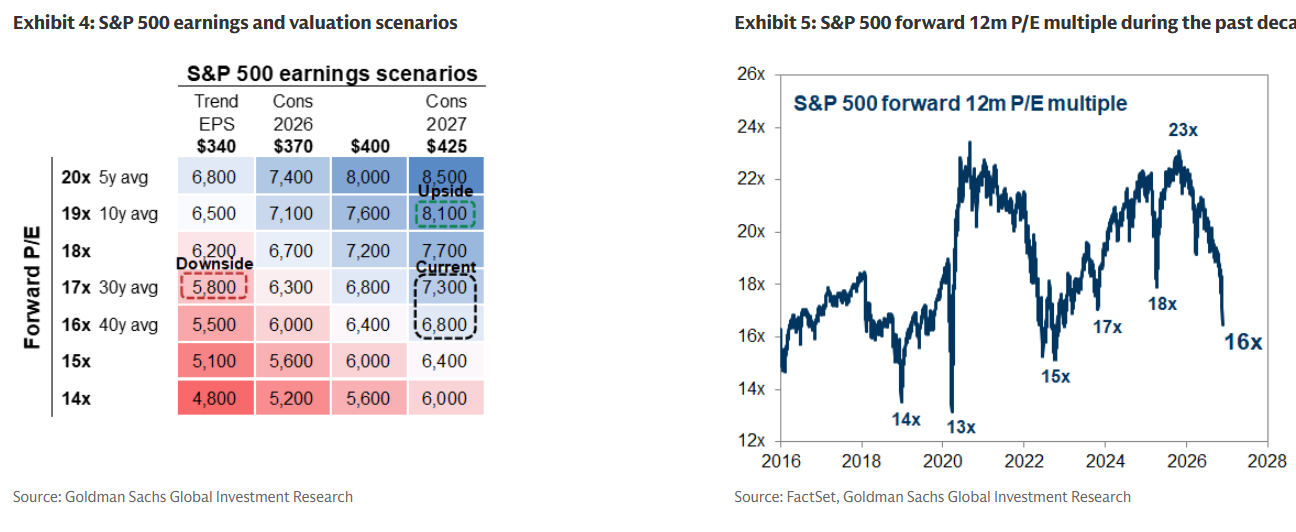 Exhibit 4: S&P 500 earnings and valuation scenarios
S&P 500 earnings scenarios
Trend Cons Cons
EPS 2026 2027
$340 $370 $400 $425
Forward P/E
20x 5y avg 6,800 7,400 8,000 8,500
Upside
19x 10y avg 6,500 7,100 7,600 8,100
18x 6,200 6,700 7,200 7,700
Downside Current
17x 30y avg 5,800 6,300 6,800 7,300
16x 40y avg 5,500 6,000 6,400 6,800
15x 5,100 5,600 6,000 6,400
14x 4,800 5,200 5,600 6,000
Source: Goldman Sachs Global Investment Research
Exhibit 5: S&P 500 forward 12m P/E multiple during the past deca
S&P 500 forward 12m P/E multiple
26x
24x
22x
20x
18x
16x
14x
12x
23x
18x
17x
16x
15x
14x
13x
2016 2018 2020 2022 2024 2026 2028
Source: FactSet, Goldman Sachs Global Investment Research